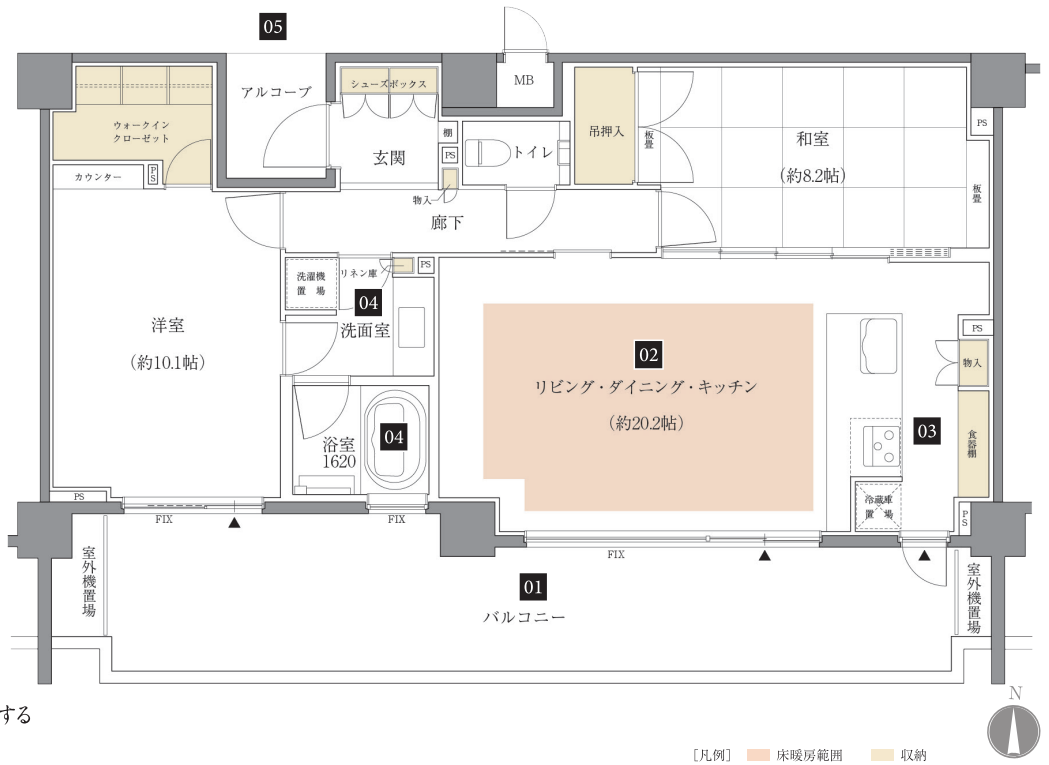 05
アルコーブ
シューズボックス
MB
ウォークイン
クローゼット
カウンター
PS
玄関
棚
PS
物入
トイレ
吊押入
板畳
和室
(約8.2帖)
PS
板畳
廊下
洗濯機
置場
リネン庫
PS
04
洗面室
洋室
(約10.1帖)
02
リビング・ダイニング・キッチン
(約20.2帖)
PS
物入
03
食器棚
冷蔵庫
置場
PS
浴室
1620
04
PS
FIX
FIX
FIX
室外機置場
01
バルコニー
室外機置場
する
N
[凡例]
床暖房範囲
収納